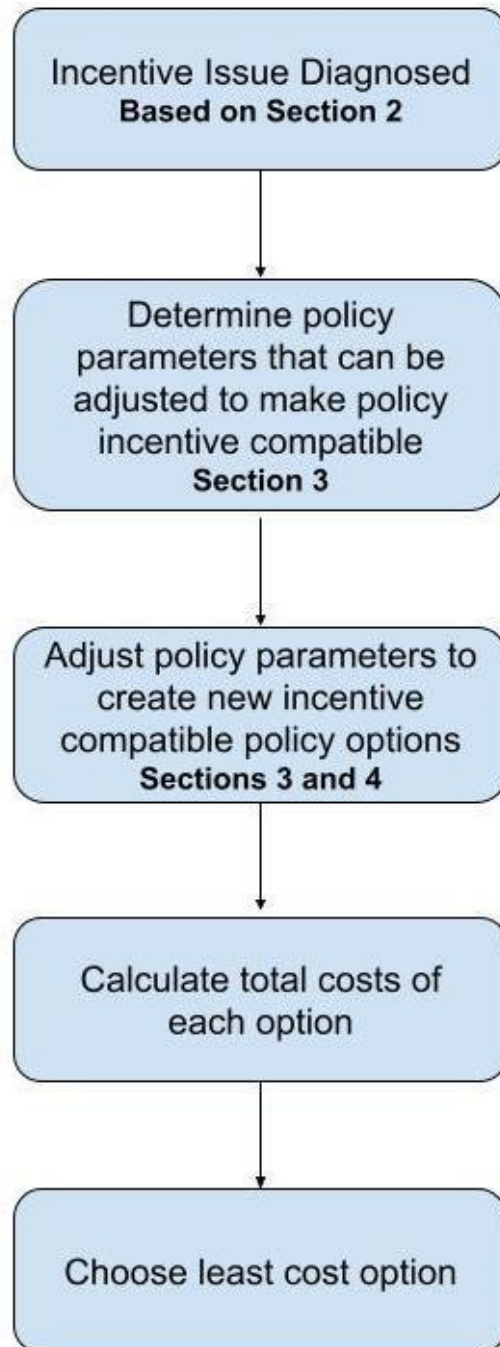 Incentive Issue Diagnosed
Based on Section 2
Determine policy
parameters that can be
adjusted to make policy
incentive compatible
Section 3
Adjust policy parameters to
create new incentive
compatible policy options
Sections 3 and 4
Calculate total costs of
each option
Choose least cost option